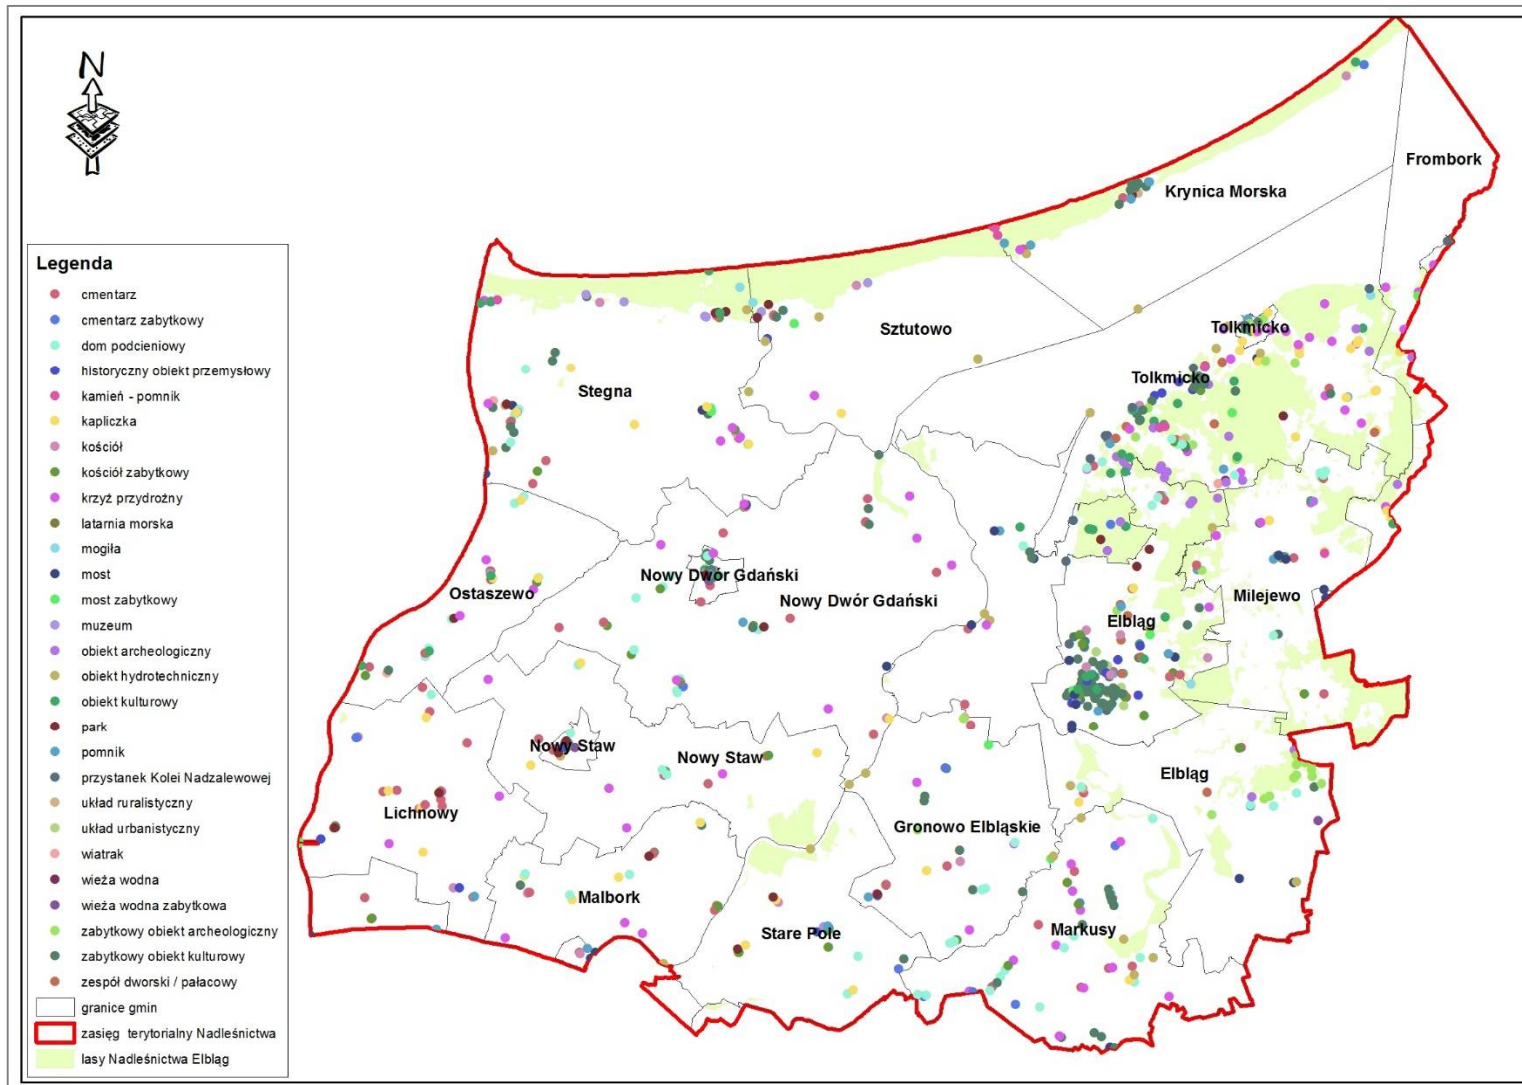 N
Legenda
cmentarz
cmentarz zabytkowy
dom podcieniowy
historyczny obiekt przemysłowy
kamień - pomnik
kapliczka
kościół
kościół zabytkowy
krzyż przydrożny
latarnia morska
mogiła
most
most zabytkowy
muzeum
obiekt archeologiczny
obiekt hydrotechniczny
obiekt kulturowy
park
pomnik
przystanek Kolei Nadzalewowej
układ ruralistyczny
układ urbanistyczny
wiatrak
wieża wodna
wieża wodna zabytkowa
zabytkowy obiekt archeologiczny
zabytkowy obiekt kulturowy
zespół dworski / pałacowy
granice gmin
zasięg terytorialny Nadleśnictwa
lasy Nadleśnictwa Elbląg
Frombork
Krynica Morska
Sztutowo
Tolkmicko
Tolkmicko
Stegna
Nowy Dwór Gdański
Ostaszewo
Nowy Dwór Gdański
Milejewo
Elbląg
Nowy Staw
Nowy Staw
Elbląg
Lichnowy
Gronowo Elbląskie
Malbork
Stare Pole
Markusy